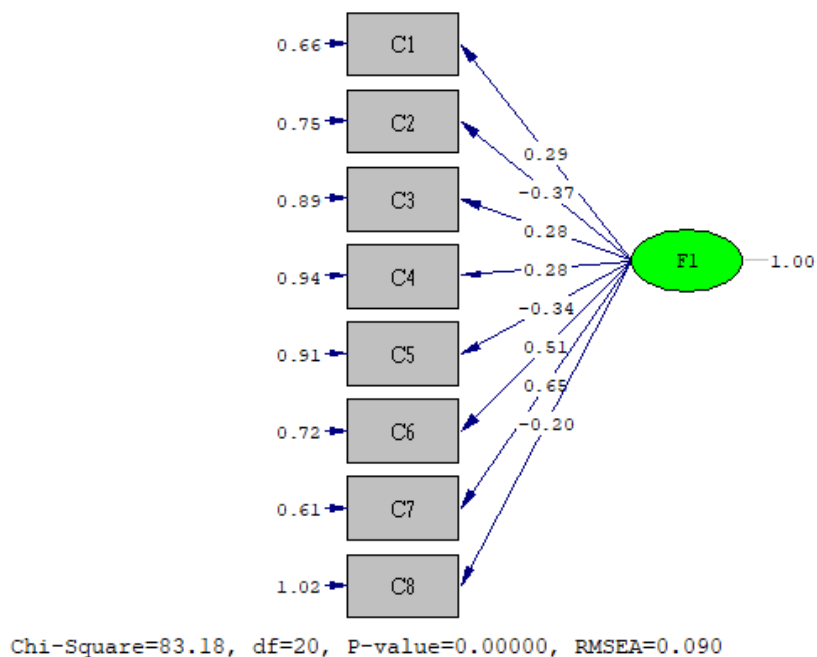 0.66 C1
0.75 C2
0.29
-0.37
0.89 C3
0.28
F1 1.00
0.94 C4
0.28
-0.34
0.91 C5
0.51
0.65
0.72 C6
-0.20
0.61 C7
1.02 C8
Chi-Square=83.18, df=20, P-value=0.00000, RMSEA=0.090